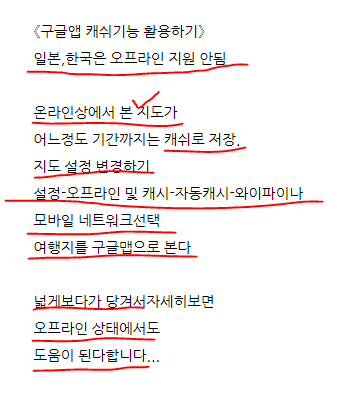 《구글앱 캐쉬기능 활용하기》
일본,한국은 오프라인 지원 안됨
온라인상에서 본 지도가
어느정도 기간까지는 캐쉬로 저장.
지도 설정 변경하기
설정-오프라인 및 캐시-자동캐시-와이파이나
모바일 네트워크선택
여행지를 구글맵으로 본다
넓게보다가 당겨서자세히보면
오프라인 상태에서도
도움이 된다합니다...